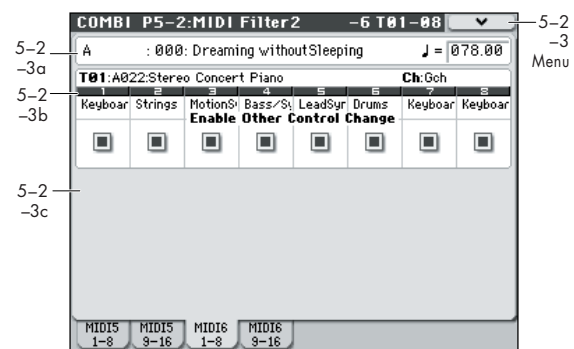 COMBI P5-2:MIDI Filter2 -6 T01-08
5-2
-3
Menu
5-2
-3a
A : 000: Dreaming withoutSleeping ♩ = 078.00
T01:A022:Stereo Concert Piano Ch:Gch
5-2
-3b
1 2 3 4 5 6 7 8
Keyboar Strings MotionS Bass/Sy LeadSyr Drums Keyboar Keyboar
Enable Other Control Change
5-2
-3c
MIDI5 1-8 MIDI5 9-16 MIDI6 1-8 MIDI6 9-16